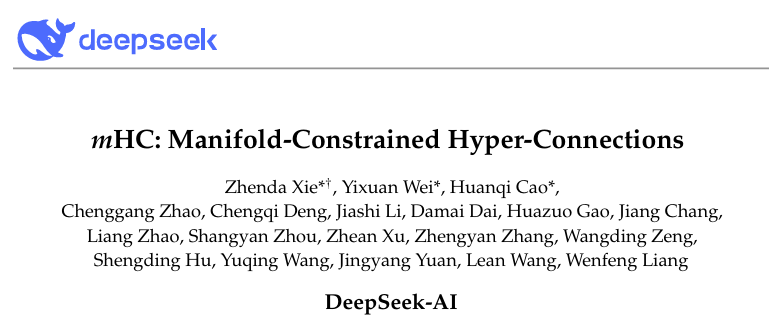 deepseek
mHC: Manifold-Constrained Hyper-Connections
Zhenda Xie*†, Yixuan Wei*, Huanqi Cao*,
Chenggang Zhao, Chengqi Deng, Jiashi Li, Damai Dai, Huazuo Gao, Jiang Chang,
Liang Zhao, Shangyan Zhou, Zhean Xu, Zhengyan Zhang, Wangding Zeng,
Shengding Hu, Yuqing Wang, Jingyang Yuan, Lean Wang, Wenfeng Liang
DeepSeek-AI